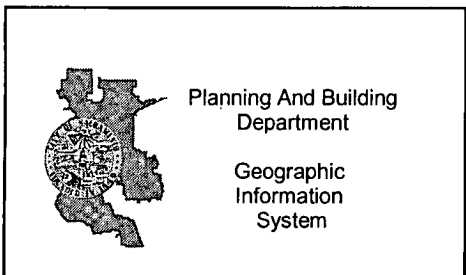 Planning And Building
Department
Geographic
Information
System